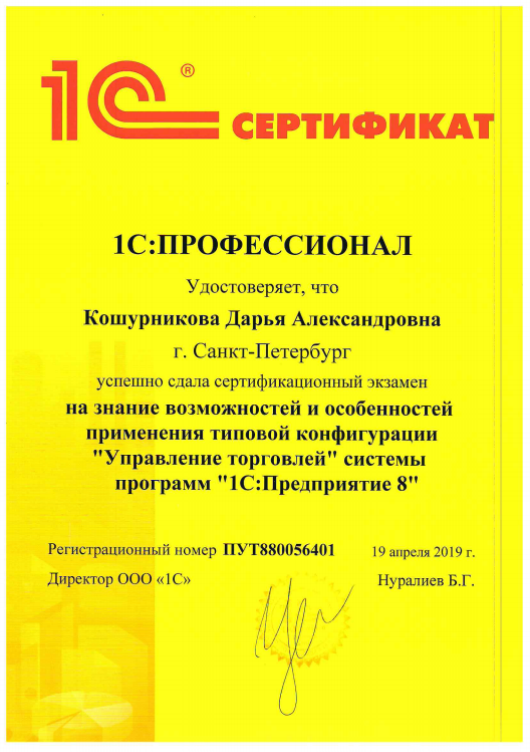 1С®
СЕРТИФИКАТ
1С:ПРОФЕССИОНАЛ
Удостоверяет, что
Кошурникова Дарья Александровна
г. Санкт-Петербург
успешно сдала сертификационный экзамен
на знание возможностей и особенностей
применения типовой конфигурации
"Управление торговлей" системы
программ "1С:Предприятие 8"
Регистрационный номер ПУТ880056401 19 апреля 2019 г.
Директор ООО «1С» Нуралиев Б.Г.